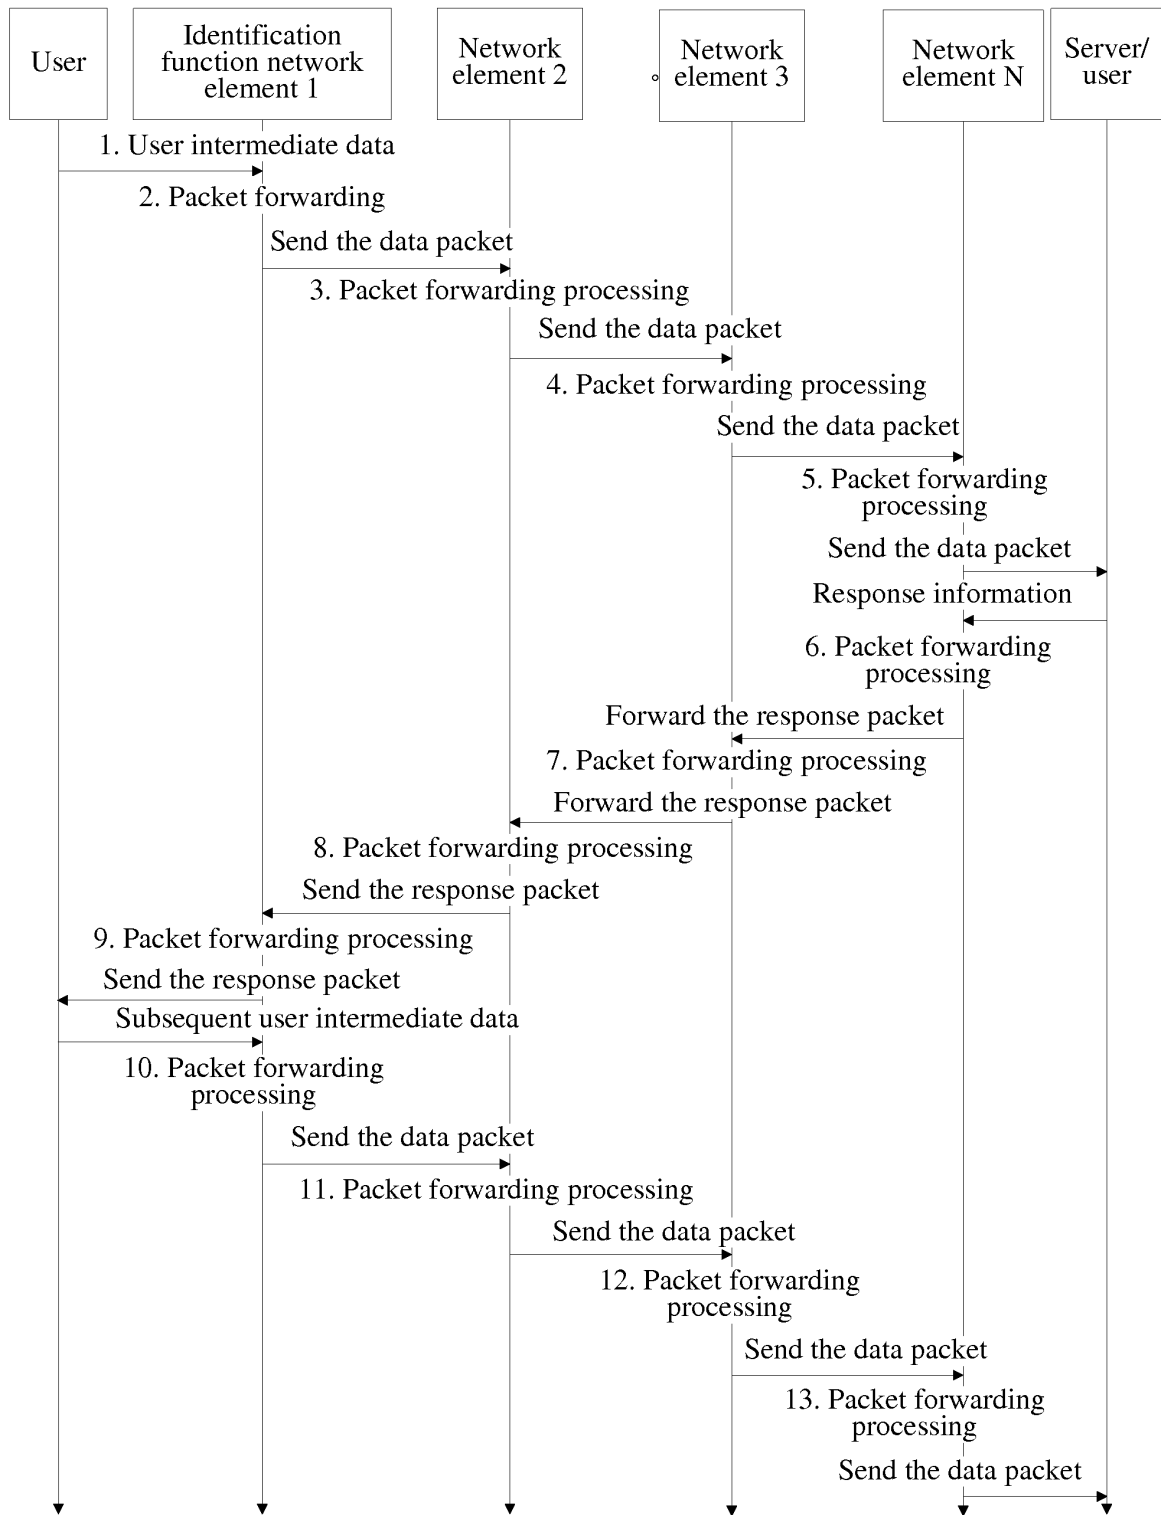 User
Identification
function network
element 1
Network
element 2
Network
element 3
Network
element N
Server/
user
1. User intermediate data
2. Packet forwarding
Send the data packet
3. Packet forwarding processing
Send the data packet
4. Packet forwarding processing
Send the data packet
5. Packet forwarding
processing
Send the data packet
Response information
6. Packet forwarding
processing
Forward the response packet
7. Packet forwarding processing
Forward the response packet
8. Packet forwarding processing
Send the response packet
9. Packet forwarding processing
Send the response packet
Subsequent user intermediate data
10. Packet forwarding
processing
Send the data packet
11. Packet forwarding processing
Send the data packet
12. Packet forwarding
processing
Send the data packet
13. Packet forwarding
processing
Send the data packet